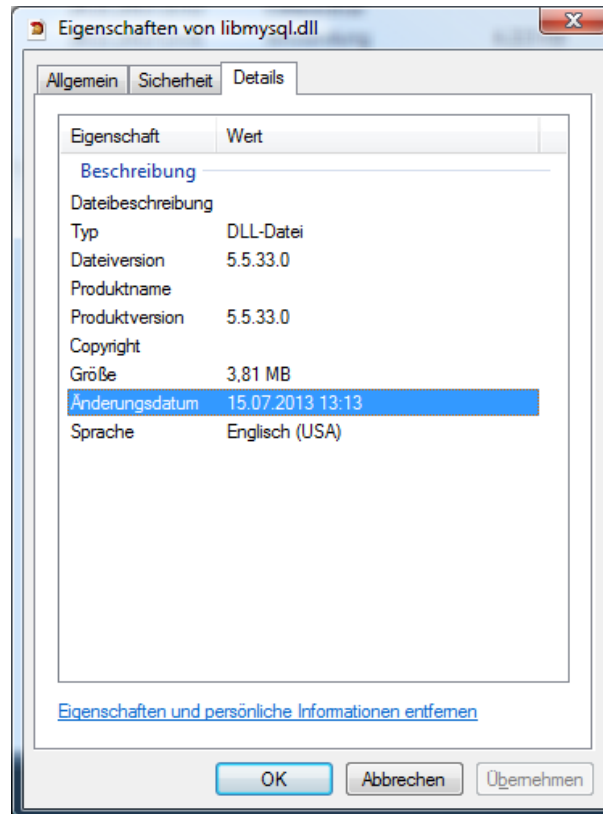 Eigenschaften von libmysql.dll
Allgemein Sicherheit Details
Eigenschaft Wert
Beschreibung
Dateibeschreibung
Typ DLL-Datei
Dateiversion 5.5.33.0
Produktname
Produktversion 5.5.33.0
Copyright
Größe 3,81 MB
Änderungsdatum 15.07.2013 13:13
Sprache Englisch (USA)
Eigenschaften und persönliche Informationen entfernen
OK Abbrechen Übernehmen